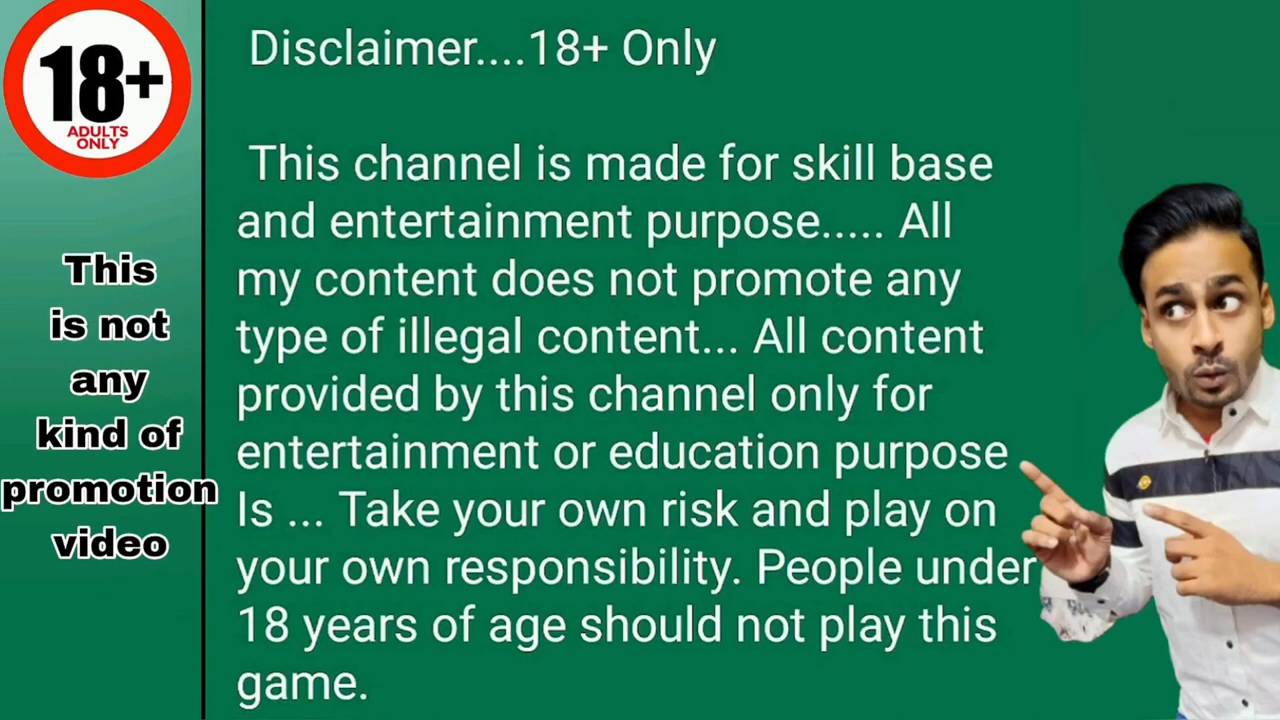 18+
ADULTS
ONLY
This
is not
any
kind of
promotion
video
Disclaimer....18+ Only
This channel is made for skill base
and entertainment purpose..... All
my content does not promote any
type of illegal content... All content
provided by this channel only for
entertainment or education purpose
Is ... Take your own risk and play on
your own responsibility. People under
18 years of age should not play this
game.